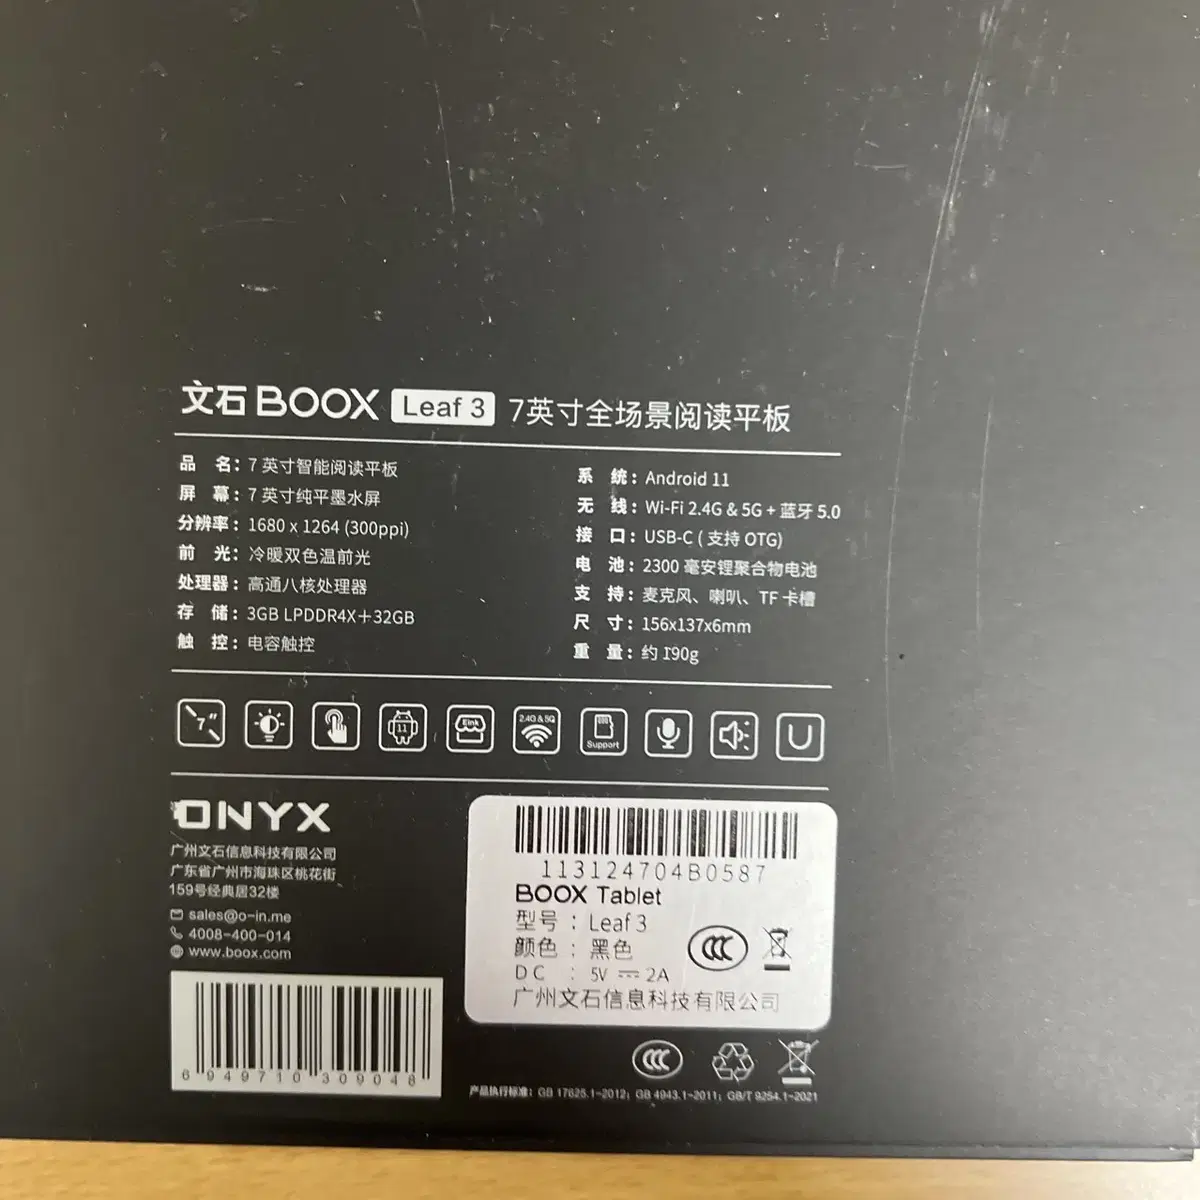 文石 BOOX Leaf 3 7英寸全场景阅读平板
品 名：7 英寸智能阅读平板
屏 幕：7 英寸纯平墨水屏
分辨率：1680 x 1264 (300ppi)
前 光：冷暖双色温前光
处理器：高通八核处理器
存 储：3GB LPDDR4X＋32GB
触 控：电容触控
系 统：Android 11
无 线：Wi-Fi 2.4G & 5G + 蓝牙 5.0
接 口：USB-C ( 支持 OTG)
电 池：2300 毫安锂聚合物电池
支 持：麦克风、喇叭、TF 卡槽
尺 寸：156x137x6mm
重 量：约 190g
7"
11
Eink
2.4G & 5G
Support
ONYX
广州文石信息科技有限公司
广东省广州市海珠区桃花街
159号经典居32楼
sales@o-in.me
4008-400-014
www.boox.com
6 949710 309048
113124704B0587
BOOX Tablet
型号 ： Leaf 3
颜色 ： 黑色
DC ： 5V ⎓ 2A
广州文石信息科技有限公司
CCC
CCC
产品执行标准：GB 17625.1-2012; GB 4943.1-2011; GB/T 9254.1-2021